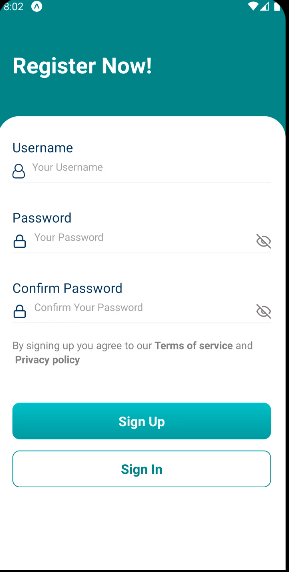 8:02
Register Now!
Username
Your Username
Password
Your Password
Confirm Password
Confirm Your Password
By signing up you agree to our Terms of service and
Privacy policy
Sign Up
Sign In